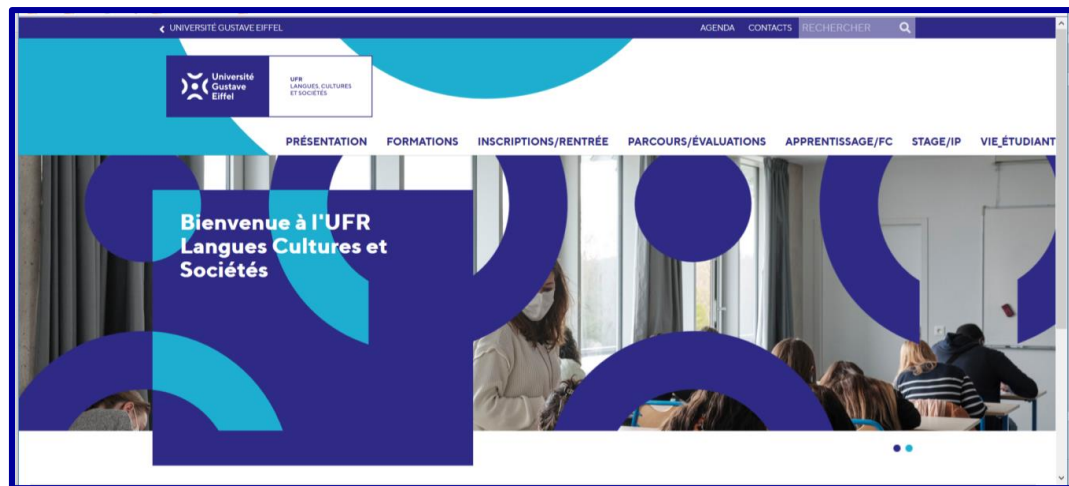 UNIVERSITÉ GUSTAVE EIFFEL
AGENDA CONTACTS RECHERCHER
Université
Gustave
Eiffel
UFR
LANGUES, CULTURES
ET SOCIÉTÉS
PRÉSENTATION FORMATIONS INSCRIPTIONS/RENTRÉE PARCOURS/ÉVALUATIONS APPRENTISSAGE/FC STAGE/IP VIE_ÉTUDIANT
Bienvenue à l'UFR
Langues Cultures et
Sociétés